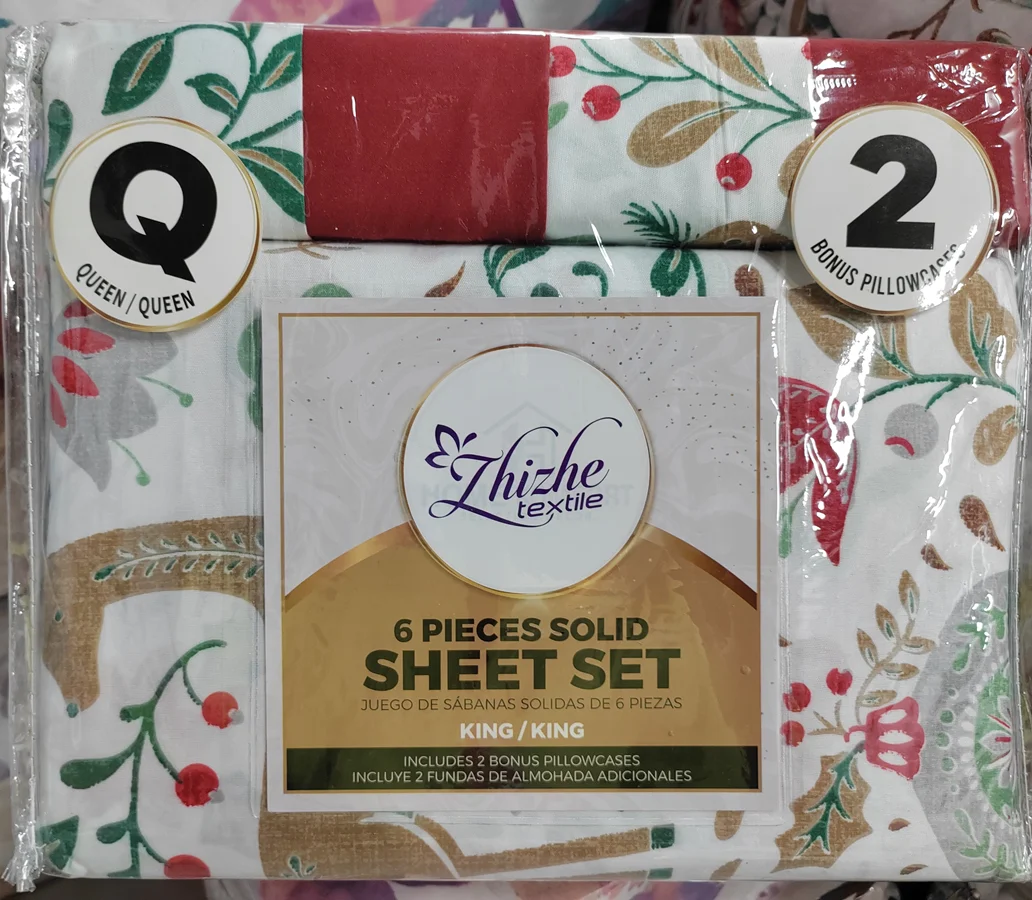 Q
QUEEN / QUEEN
2
BONUS PILLOWCASES
Zhizhe
textile
6 PIECES SOLID
SHEET SET
JUEGO DE SÁBANAS SOLIDAS DE 6 PIEZAS
KING / KING
INCLUDES 2 BONUS PILLOWCASES
INCLUYE 2 FUNDAS DE ALMOHADA ADICIONALES